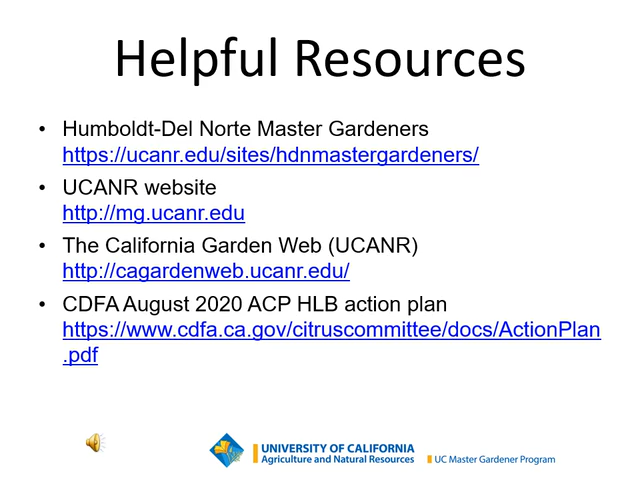 Helpful Resources
• Humboldt-Del Norte Master Gardeners
https://ucanr.edu/sites/hdnmastergardeners/
• UCANR website
http://mg.ucanr.edu
• The California Garden Web (UCANR)
http://cagardenweb.ucanr.edu/
• CDFA August 2020 ACP HLB action plan
https://www.cdfa.ca.gov/citruscommittee/docs/ActionPlan
.pdf
UNIVERSITY OF CALIFORNIA
Agriculture and Natural Resources
UC Master Gardener Program